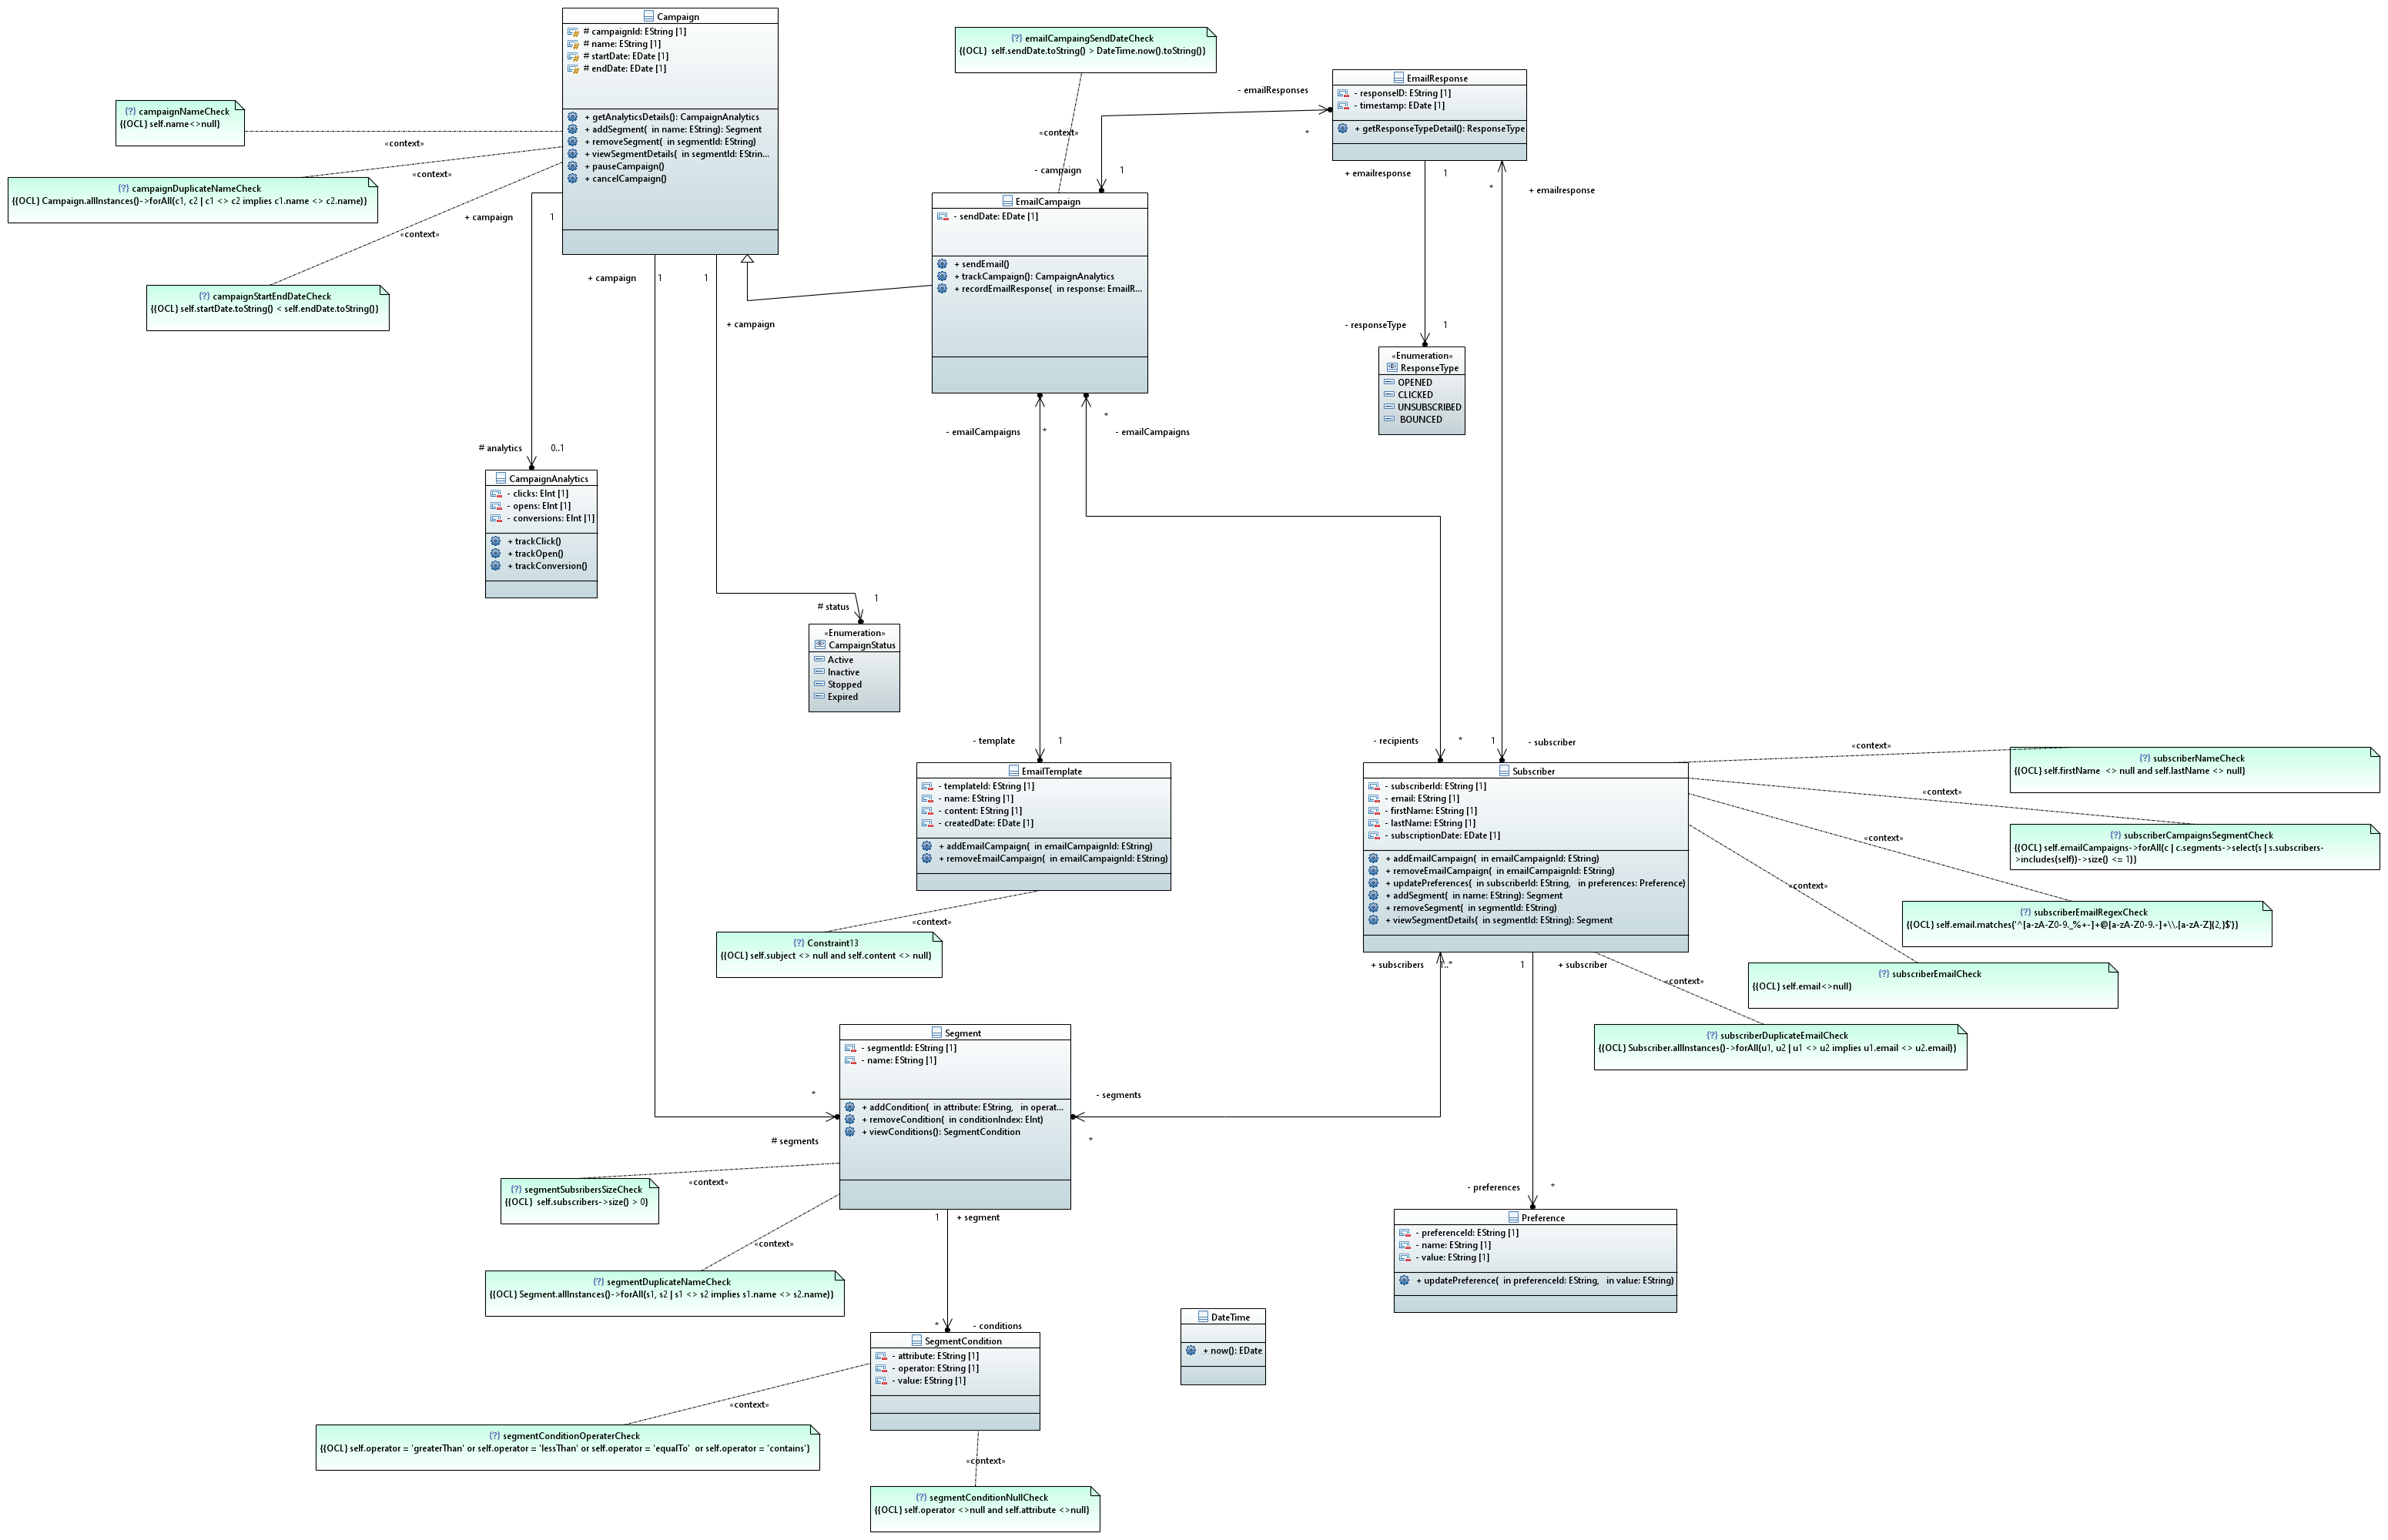 Campaign
# campaignId: EString [1]
# name: EString [1]
# startDate: EDate [1]
# endDate: EDate [1]
+ getAnalyticsDetails(): CampaignAnalytics
+ addSegment(  in name: EString): Segment
+ removeSegment(  in segmentId: EString)
+ viewSegmentDetails(  in segmentId: EStrin...
+ pauseCampaign()
+ cancelCampaign()
{?} emailCampaingSendDateCheck
{{OCL}  self.sendDate.toString() > DateTime.now().toString()}
EmailResponse
- responseID: EString [1]
- timestamp: EDate [1]
+ getResponseTypeDetail(): ResponseType
- emailResponses
*
«context»
- campaign
1
{?} campaignNameCheck
{{OCL} self.name<>null}
«context»
{?} campaignDuplicateNameCheck
{{OCL} Campaign.allInstances()->forAll(c1, c2 | c1 <> c2 implies c1.name <> c2.name)}
«context»
{?} campaignStartEndDateCheck
{{OCL} self.startDate.toString() < self.endDate.toString()}
«context»
+ campaign
1
+ campaign
1
1
+ campaign
EmailCampaign
- sendDate: EDate [1]
+ sendEmail()
+ trackCampaign(): CampaignAnalytics
+ recordEmailResponse(  in response: EmailR...
+ emailresponse
1
*
+ emailresponse
- responseType
1
«Enumeration»
ResponseType
OPENED
CLICKED
UNSUBSCRIBED
BOUNCED
- emailCampaigns
*
*
- emailCampaigns
# analytics
0..1
CampaignAnalytics
- clicks: EInt [1]
- opens: EInt [1]
- conversions: EInt [1]
+ trackClick()
+ trackOpen()
+ trackConversion()
# status
1
«Enumeration»
CampaignStatus
Active
Inactive
Stopped
Expired
- template
1
EmailTemplate
- templateId: EString [1]
- name: EString [1]
- content: EString [1]
- createdDate: EDate [1]
+ addEmailCampaign(  in emailCampaignId: EString)
+ removeEmailCampaign(  in emailCampaignId: EString)
«context»
{?} Constraint13
{{OCL} self.subject <> null and self.content <> null}
- recipients
*
1
- subscriber
Subscriber
- subscriberId: EString [1]
- email: EString [1]
- firstName: EString [1]
- lastName: EString [1]
- subscriptionDate: EDate [1]
+ addEmailCampaign(  in emailCampaignId: EString)
+ removeEmailCampaign(  in emailCampaignId: EString)
+ updatePreferences(  in subscriberId: EString,   in preferences: Preference)
+ addSegment(  in name: EString): Segment
+ removeSegment(  in segmentId: EString)
+ viewSegmentDetails(  in segmentId: EString): Segment
«context»
{?} subscriberNameCheck
{{OCL} self.firstName  <> null and self.lastName <> null}
«context»
{?} subscriberCampaignsSegmentCheck
{{OCL} self.emailCampaigns->forAll(c | c.segments->select(s | s.subscribers-
>includes(self))->size() <= 1)}
«context»
{?} subscriberEmailRegexCheck
{{OCL} self.email.matches('^[a-zA-Z0-9._%+-]+@[a-zA-Z0-9.-]+\\.[a-zA-Z]{2,}$')}
«context»
{?} subscriberEmailCheck
{{OCL} self.email<>null}
«context»
{?} subscriberDuplicateEmailCheck
{{OCL} Subscriber.allInstances()->forAll(u1, u2 | u1 <> u2 implies u1.email <> u2.email)}
+ subscribers
1..*
1
+ subscriber
Segment
- segmentId: EString [1]
- name: EString [1]
+ addCondition(  in attribute: EString,   in operat...
+ removeCondition(  in conditionIndex: EInt)
+ viewConditions(): SegmentCondition
*
# segments
- segments
*
{?} segmentSubsribersSizeCheck
{{OCL}  self.subscribers->size() > 0}
«context»
{?} segmentDuplicateNameCheck
{{OCL} Segment.allInstances()->forAll(s1, s2 | s1 <> s2 implies s1.name <> s2.name)}
«context»
1
+ segment
*
- conditions
SegmentCondition
- attribute: EString [1]
- operator: EString [1]
- value: EString [1]
«context»
{?} segmentConditionOperaterCheck
{{OCL} self.operator = 'greaterThan' or self.operator = 'lessThan' or self.operator = 'equalTo'  or self.operator = 'contains'}
«context»
{?} segmentConditionNullCheck
{{OCL} self.operator <>null and self.attribute <>null}
- preferences
*
Preference
- preferenceId: EString [1]
- name: EString [1]
- value: EString [1]
+ updatePreference(  in preferenceId: EString,   in value: EString)
DateTime
+ now(): EDate